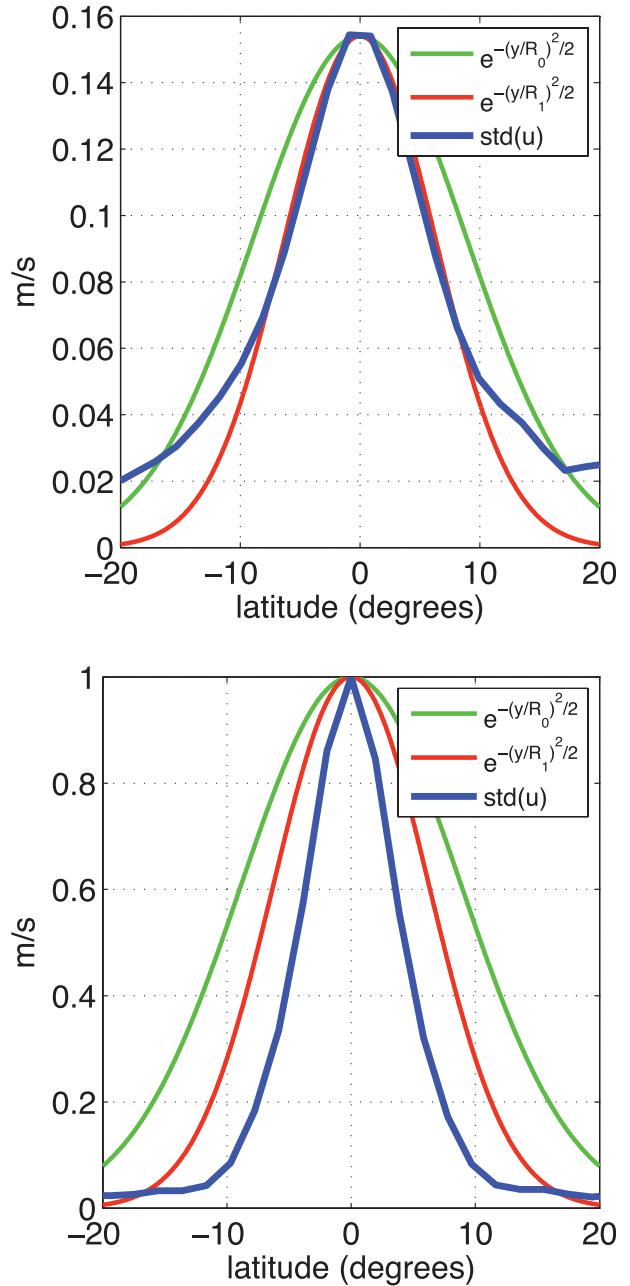 0.16
0.14
0.12
0.1
0.08
0.06
0.04
0.02
0
m/s
e^{-(y/R_0)^2/2}
e^{-(y/R_1)^2/2}
std(u)
−20 −10 0 10 20
latitude (degrees)
1
0.8
0.6
0.4
0.2
0
m/s
e^{-(y/R_0)^2/2}
e^{-(y/R_1)^2/2}
std(u)
−20 −10 0 10 20
latitude (degrees)